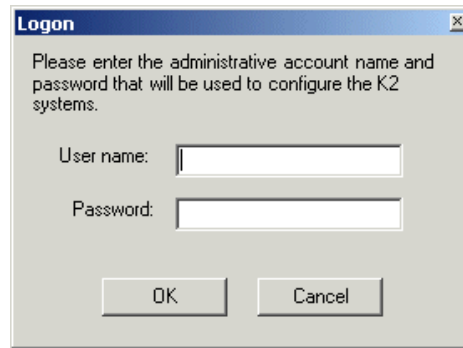 Logon
Please enter the administrative account name and
password that will be used to configure the K2
systems.
User name:
Password:
OK Cancel